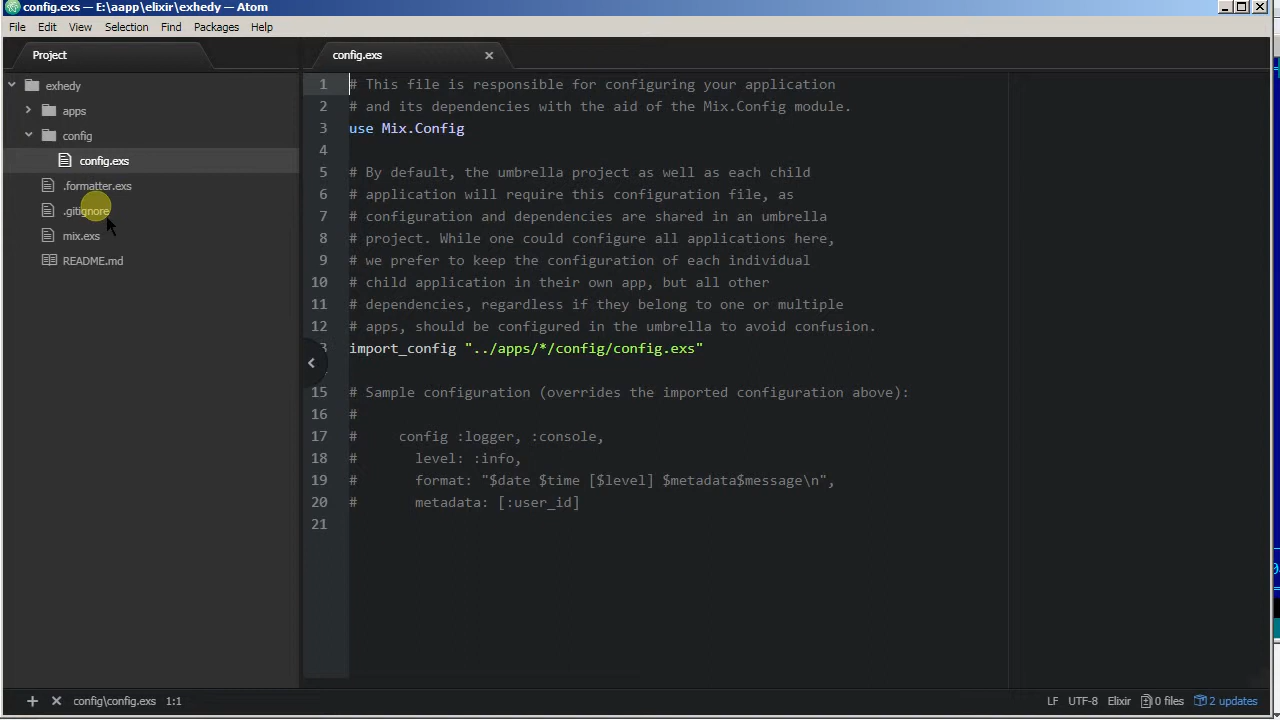 config.exs — E:\aapp\elixir\exhedy — Atom
File Edit View Selection Find Packages Help
Project
config.exs
exhedy
apps
config
config.exs
.formatter.exs
.gitignore
mix.exs
README.md
1 # This file is responsible for configuring your application
2 # and its dependencies with the aid of the Mix.Config module.
3 use Mix.Config
4
5 # By default, the umbrella project as well as each child
6 # application will require this configuration file, as
7 # configuration and dependencies are shared in an umbrella
8 # project. While one could configure all applications here,
9 # we prefer to keep the configuration of each individual
10 # child application in their own app, but all other
11 # dependencies, regardless if they belong to one or multiple
12 # apps, should be configured in the umbrella to avoid confusion.
3 import_config "../apps/*/config/config.exs"
15 # Sample configuration (overrides the imported configuration above):
16 #
17 #     config :logger, :console,
18 #       level: :info,
19 #       format: "$date $time [$level] $metadata$message\n",
20 #       metadata: [:user_id]
21
config\config.exs 1:1
LF UTF-8 Elixir 0 files 2 updates